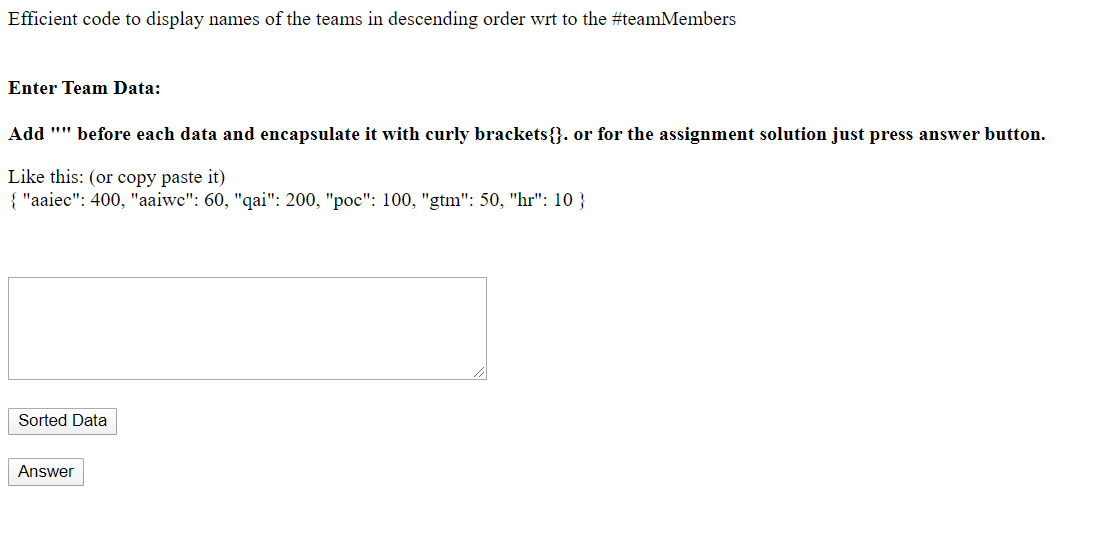 Efficient code to display names of the teams in descending order wrt to the #teamMembers
Enter Team Data:
Add "" before each data and encapsulate it with curly brackets{}. or for the assignment solution just press answer button.
Like this: (or copy paste it)
{ "aaiec": 400, "aaiwc": 60, "qai": 200, "poc": 100, "gtm": 50, "hr": 10 }
Sorted Data
Answer